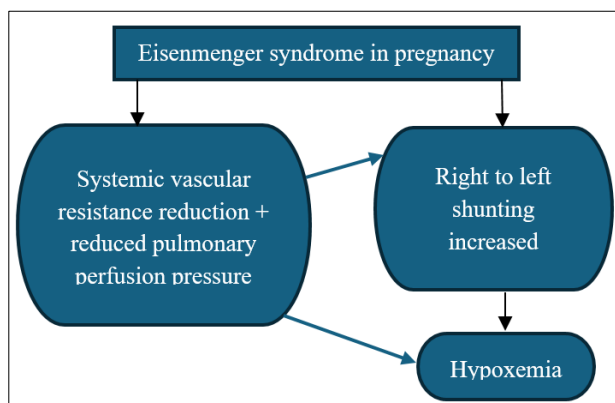 Eisenmenger syndrome in pregnancy
Systemic vascular
resistance reduction +
reduced pulmonary
perfusion pressure
Right to left
shunting
increased
Hypoxemia